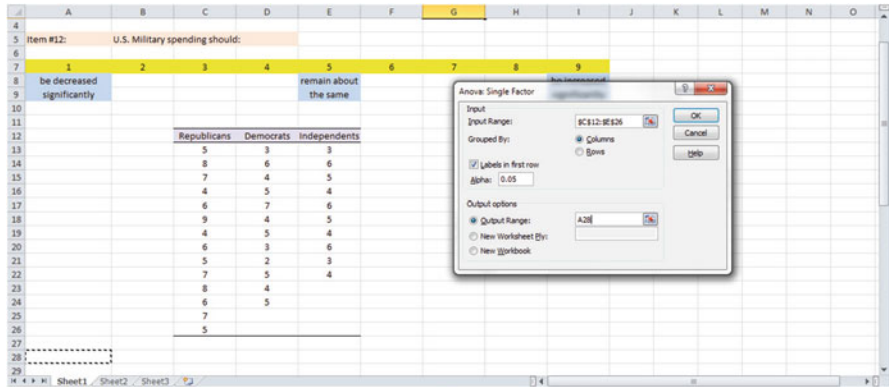 A B C D E F G H I J K L M N O
4
5 Item #12: U.S. Military spending should:
6
7 1 2 3 4 5 6 7 8 9
8 be decreased remain about be increased
9 significantly the same significantly
10
11
12 Republicans Democrats Independents
13 5 3 3
14 8 6 6
15 7 4 5
16 4 5 4
17 6 7 6
18 9 4 5
19 4 5 4
20 6 3 6
21 5 2 3
22 7 5 4
23 8 4
24 6 5
25 7
26 5
27
28
29
Anova: Single Factor
Input
Input Range: $C$12:$E$26
Grouped By: Columns
Rows
Labels in first row
Alpha: 0.05
Output options
Output Range: A28
New Worksheet Ply:
New Workbook
OK
Cancel
Help
Sheet1 Sheet2 Sheet3